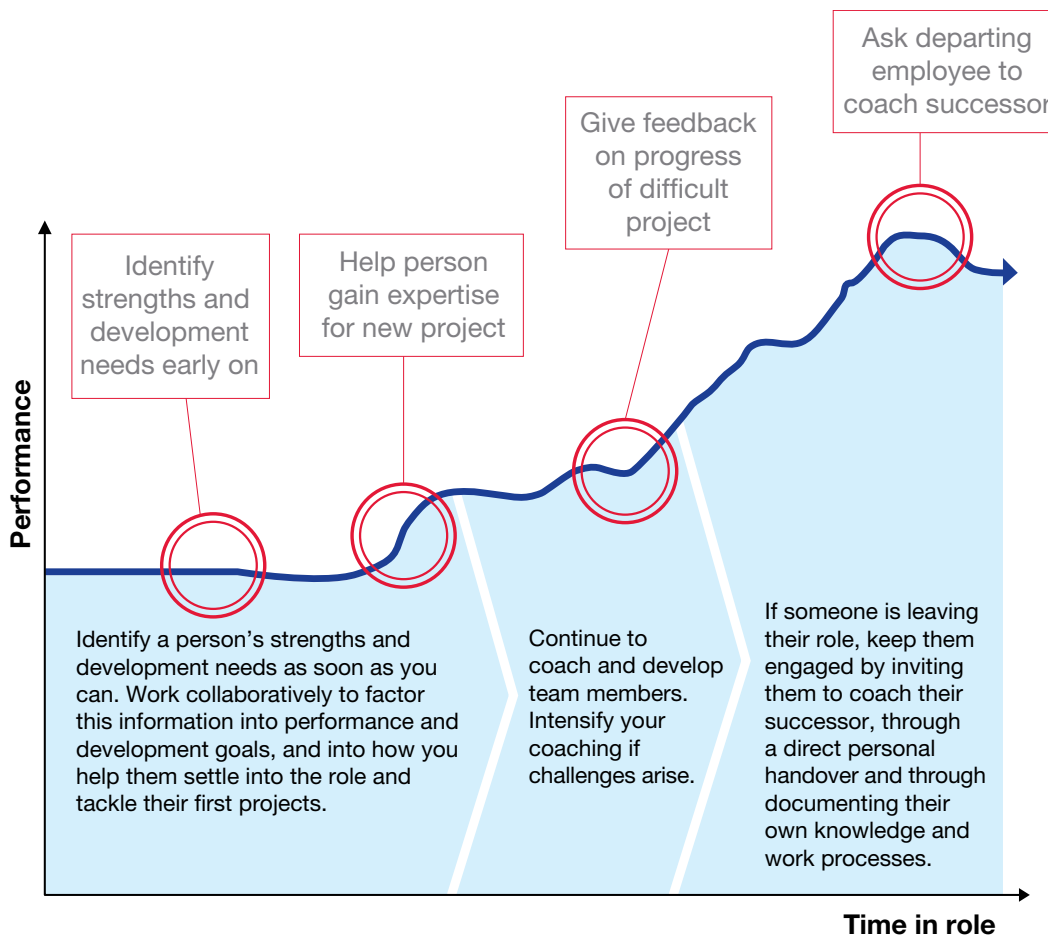 Ask departing
employee to
coach successor
Give feedback
on progress
of difficult
project
Help person
gain expertise
for new project
Identify
strengths and
development
needs early on
Performance
Identify a person’s strengths and
development needs as soon as you
can. Work collaboratively to factor
this information into performance and
development goals, and into how you
help them settle into the role and
tackle their first projects.
Continue to
coach and develop
team members.
Intensify your
coaching if
challenges arise.
If someone is leaving
their role, keep them
engaged by inviting
them to coach their
successor, through
a direct personal
handover and through
documenting their
own knowledge and
work processes.
Time in role